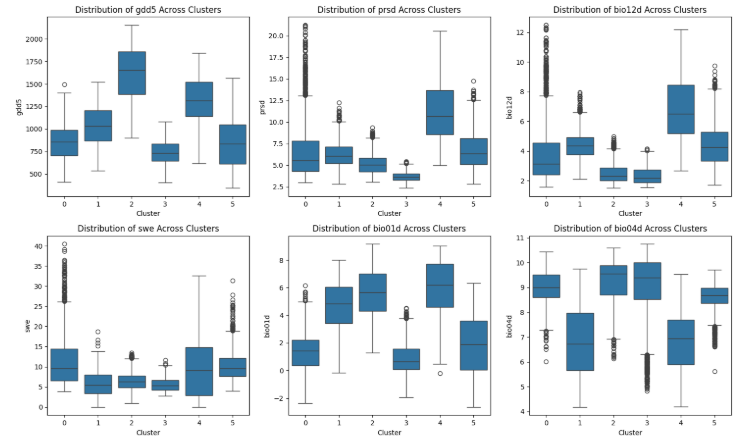 Distribution of gdd5 Across Clusters
gdd5
2000
1750
1500
1250
1000
750
500
0 1 2 3 4 5
Cluster
Distribution of prsd Across Clusters
prsd
20.0
17.5
15.0
12.5
10.0
7.5
5.0
2.5
0 1 2 3 4 5
Cluster
Distribution of bio12d Across Clusters
bio12d
12
10
8
6
4
2
0 1 2 3 4 5
Cluster
Distribution of swe Across Clusters
swe
40
35
30
25
20
15
10
5
0
0 1 2 3 4 5
Cluster
Distribution of bio01d Across Clusters
bio01d
8
6
4
2
0
−2
0 1 2 3 4 5
Cluster
Distribution of bio04d Across Clusters
bio04d
11
10
9
8
7
6
5
4
0 1 2 3 4 5
Cluster